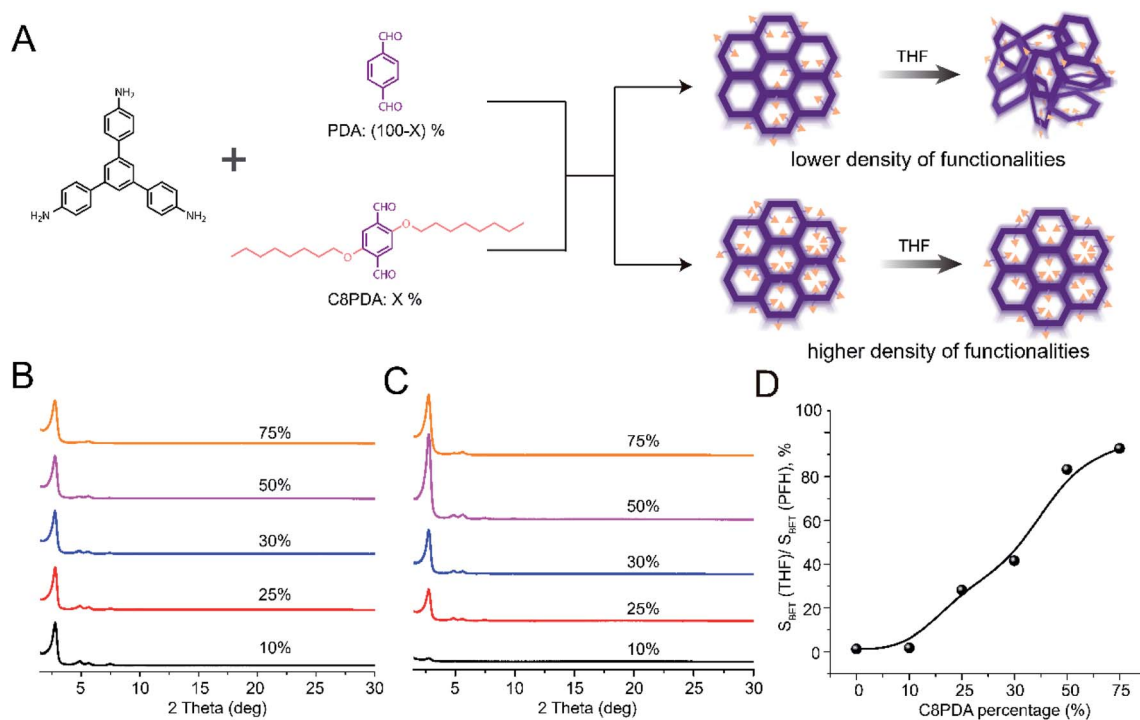 A
NH₂
H₂N
NH₂
+
CHO
CHO
PDA: (100-X) %
CHO
O
O
CHO
C8PDA: X %
THF
lower density of functionalities
THF
higher density of functionalities
B
75%
50%
30%
25%
10%
5 10 15 20 25 30
2 Theta (deg)
C
75%
50%
30%
25%
10%
5 10 15 20 25 30
2 Theta (deg)
D
100
80
60
40
20
0
S_BET (THF)/ S_BET (PFH), %
0 10 25 30 50 75
C8PDA percentage (%)